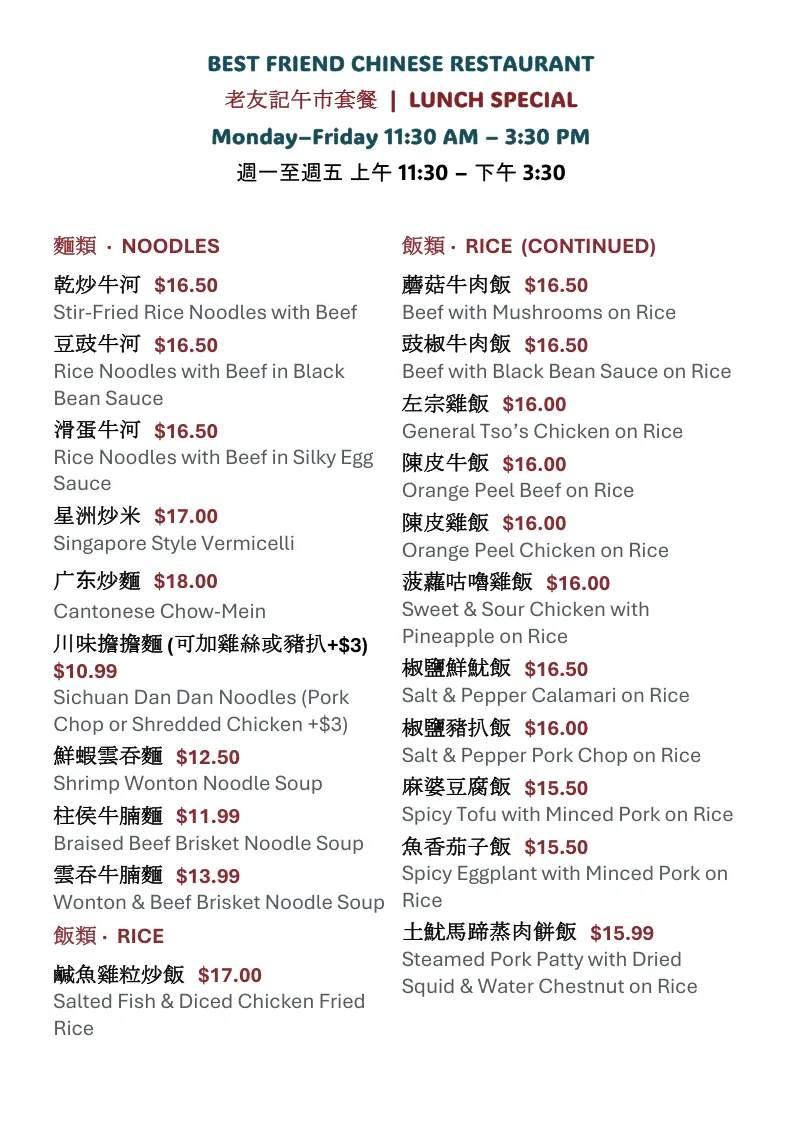 BEST FRIEND CHINESE RESTAURANT
老友記午市套餐 | LUNCH SPECIAL
Monday–Friday 11:30 AM – 3:30 PM
週一至週五 上午 11:30 – 下午 3:30
麵類 · NOODLES
乾炒牛河 $16.50
Stir-Fried Rice Noodles with Beef
豆豉牛河 $16.50
Rice Noodles with Beef in Black
Bean Sauce
滑蛋牛河 $16.50
Rice Noodles with Beef in Silky Egg
Sauce
星洲炒米 $17.00
Singapore Style Vermicelli
广东炒麵 $18.00
Cantonese Chow-Mein
川味擔擔麵 (可加雞絲或豬扒+$3)
$10.99
Sichuan Dan Dan Noodles (Pork
Chop or Shredded Chicken +$3)
鮮蝦雲吞麵 $12.50
Shrimp Wonton Noodle Soup
柱侯牛腩麵 $11.99
Braised Beef Brisket Noodle Soup
雲吞牛腩麵 $13.99
Wonton & Beef Brisket Noodle Soup
飯類 · RICE
鹹魚雞粒炒飯 $17.00
Salted Fish & Diced Chicken Fried
Rice
飯類 · RICE (CONTINUED)
蘑菇牛肉飯 $16.50
Beef with Mushrooms on Rice
豉椒牛肉飯 $16.50
Beef with Black Bean Sauce on Rice
左宗雞飯 $16.00
General Tso’s Chicken on Rice
陳皮牛飯 $16.00
Orange Peel Beef on Rice
陳皮雞飯 $16.00
Orange Peel Chicken on Rice
菠蘿咕嚕雞飯 $16.00
Sweet & Sour Chicken with
Pineapple on Rice
椒鹽鮮魷飯 $16.50
Salt & Pepper Calamari on Rice
椒鹽豬扒飯 $16.00
Salt & Pepper Pork Chop on Rice
麻婆豆腐飯 $15.50
Spicy Tofu with Minced Pork on Rice
魚香茄子飯 $15.50
Spicy Eggplant with Minced Pork on
Rice
土魷馬蹄蒸肉餅飯 $15.99
Steamed Pork Patty with Dried
Squid & Water Chestnut on Rice